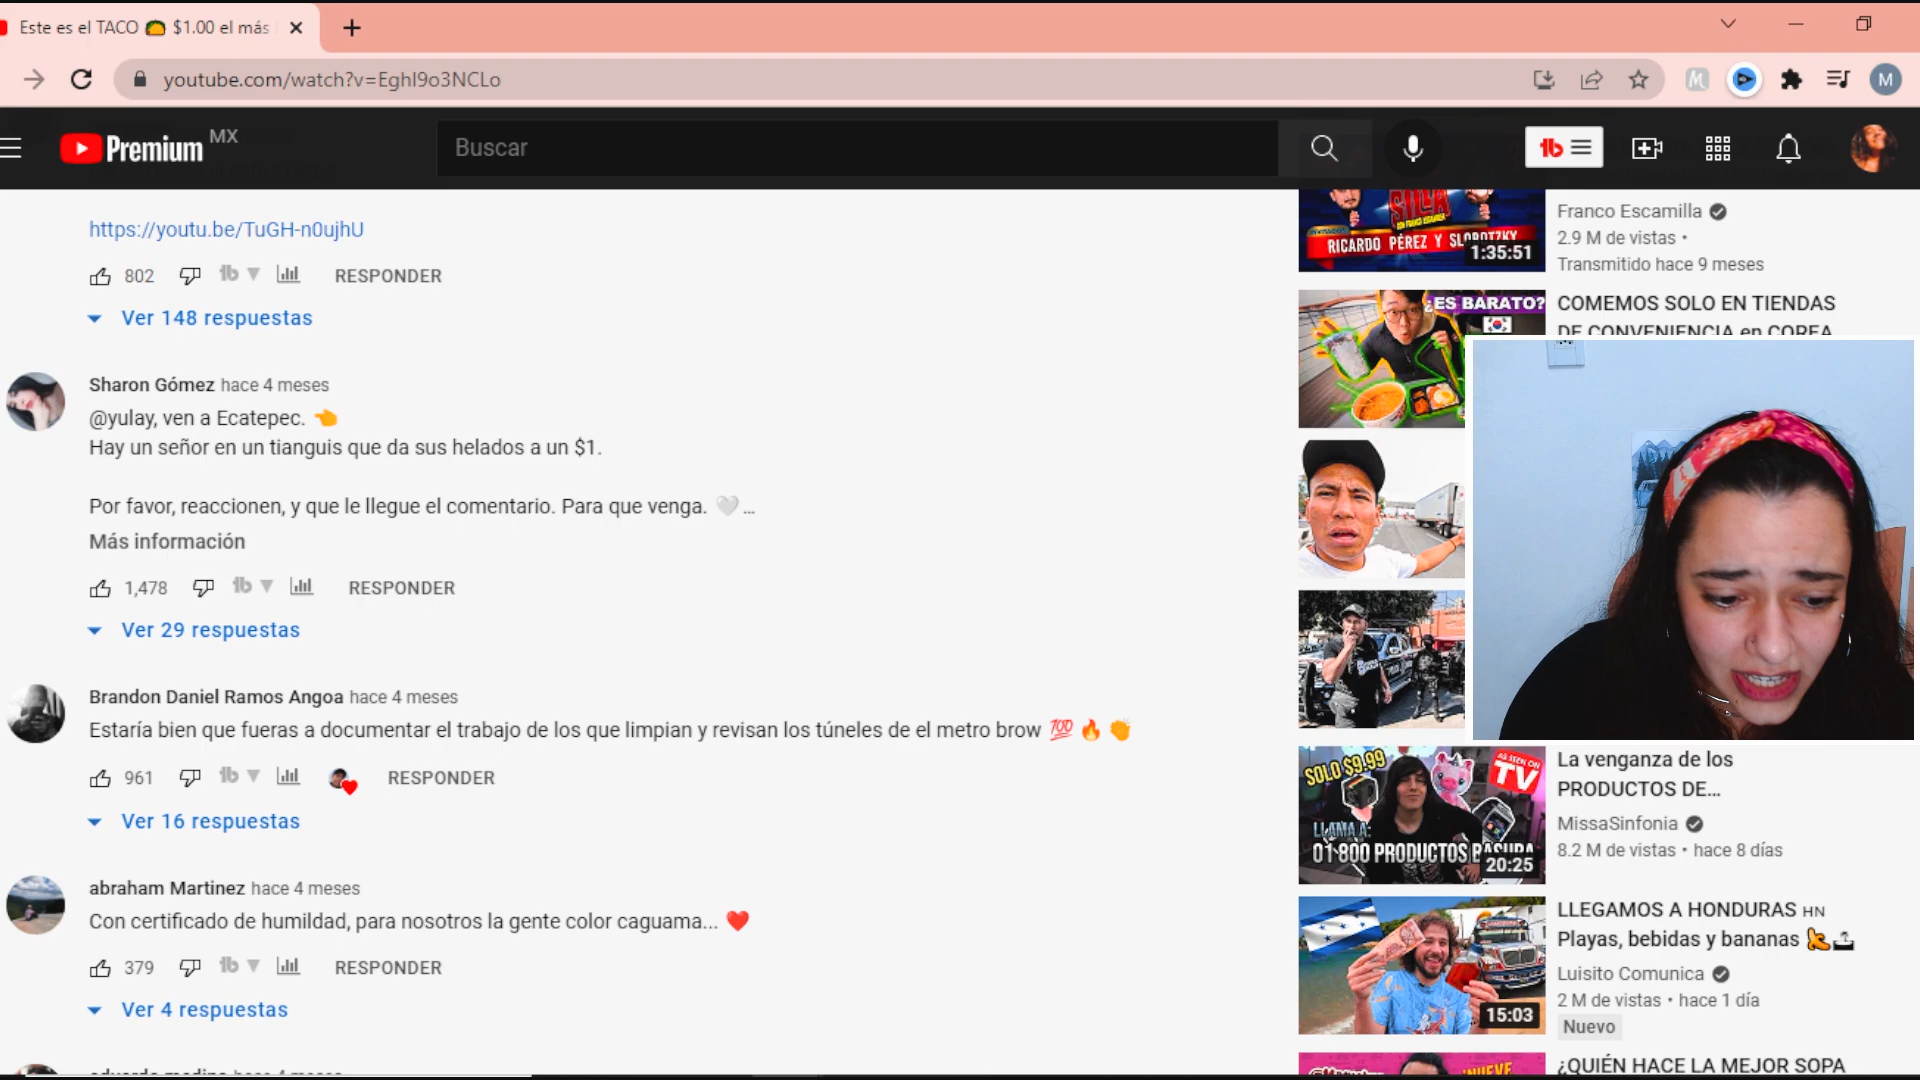 Este es el TACO 🌮 $1.00 el más
youtube.com/watch?v=EghI9o3NCLo
M
M
Premium MX
Buscar
https://youtu.be/TuGH-n0ujhU
802
RESPONDER
Ver 148 respuestas
Sharon Gómez hace 4 meses
@yulay, ven a Ecatepec. 👈
Hay un señor en un tianguis que da sus helados a un $1.
Por favor, reaccionen, y que le llegue el comentario. Para que venga. 🤍 ...
Más información
1,478
RESPONDER
Ver 29 respuestas
Brandon Daniel Ramos Angoa hace 4 meses
Estaría bien que fueras a documentar el trabajo de los que limpian y revisan los túneles de el metro brow 💯 🔥 👏
961
RESPONDER
Ver 16 respuestas
abraham Martinez hace 4 meses
Con certificado de humildad, para nosotros la gente color caguama... ❤️
379
RESPONDER
Ver 4 respuestas
SILLA
RICARDO PÉREZ Y SLOBOTZKY
1:35:51
Franco Escamilla
2.9 M de vistas •
Transmitido hace 9 meses
¿ES BARATO?
COMEMOS SOLO EN TIENDAS
DE CONVENIENCIA en COREA
SOLO $9.99
AS SEEN ON
TV
LLAMA A:
01 800 PRODUCTOS BASURA
20:25
La venganza de los
PRODUCTOS DE...
MissaSinfonia
8.2 M de vistas • hace 8 días
15:03
LLEGAMOS A HONDURAS HN
Playas, bebidas y bananas
Luisito Comunica
2 M de vistas • hace 1 día
Nuevo
NUEVE
¿QUIÉN HACE LA MEJOR SOPA